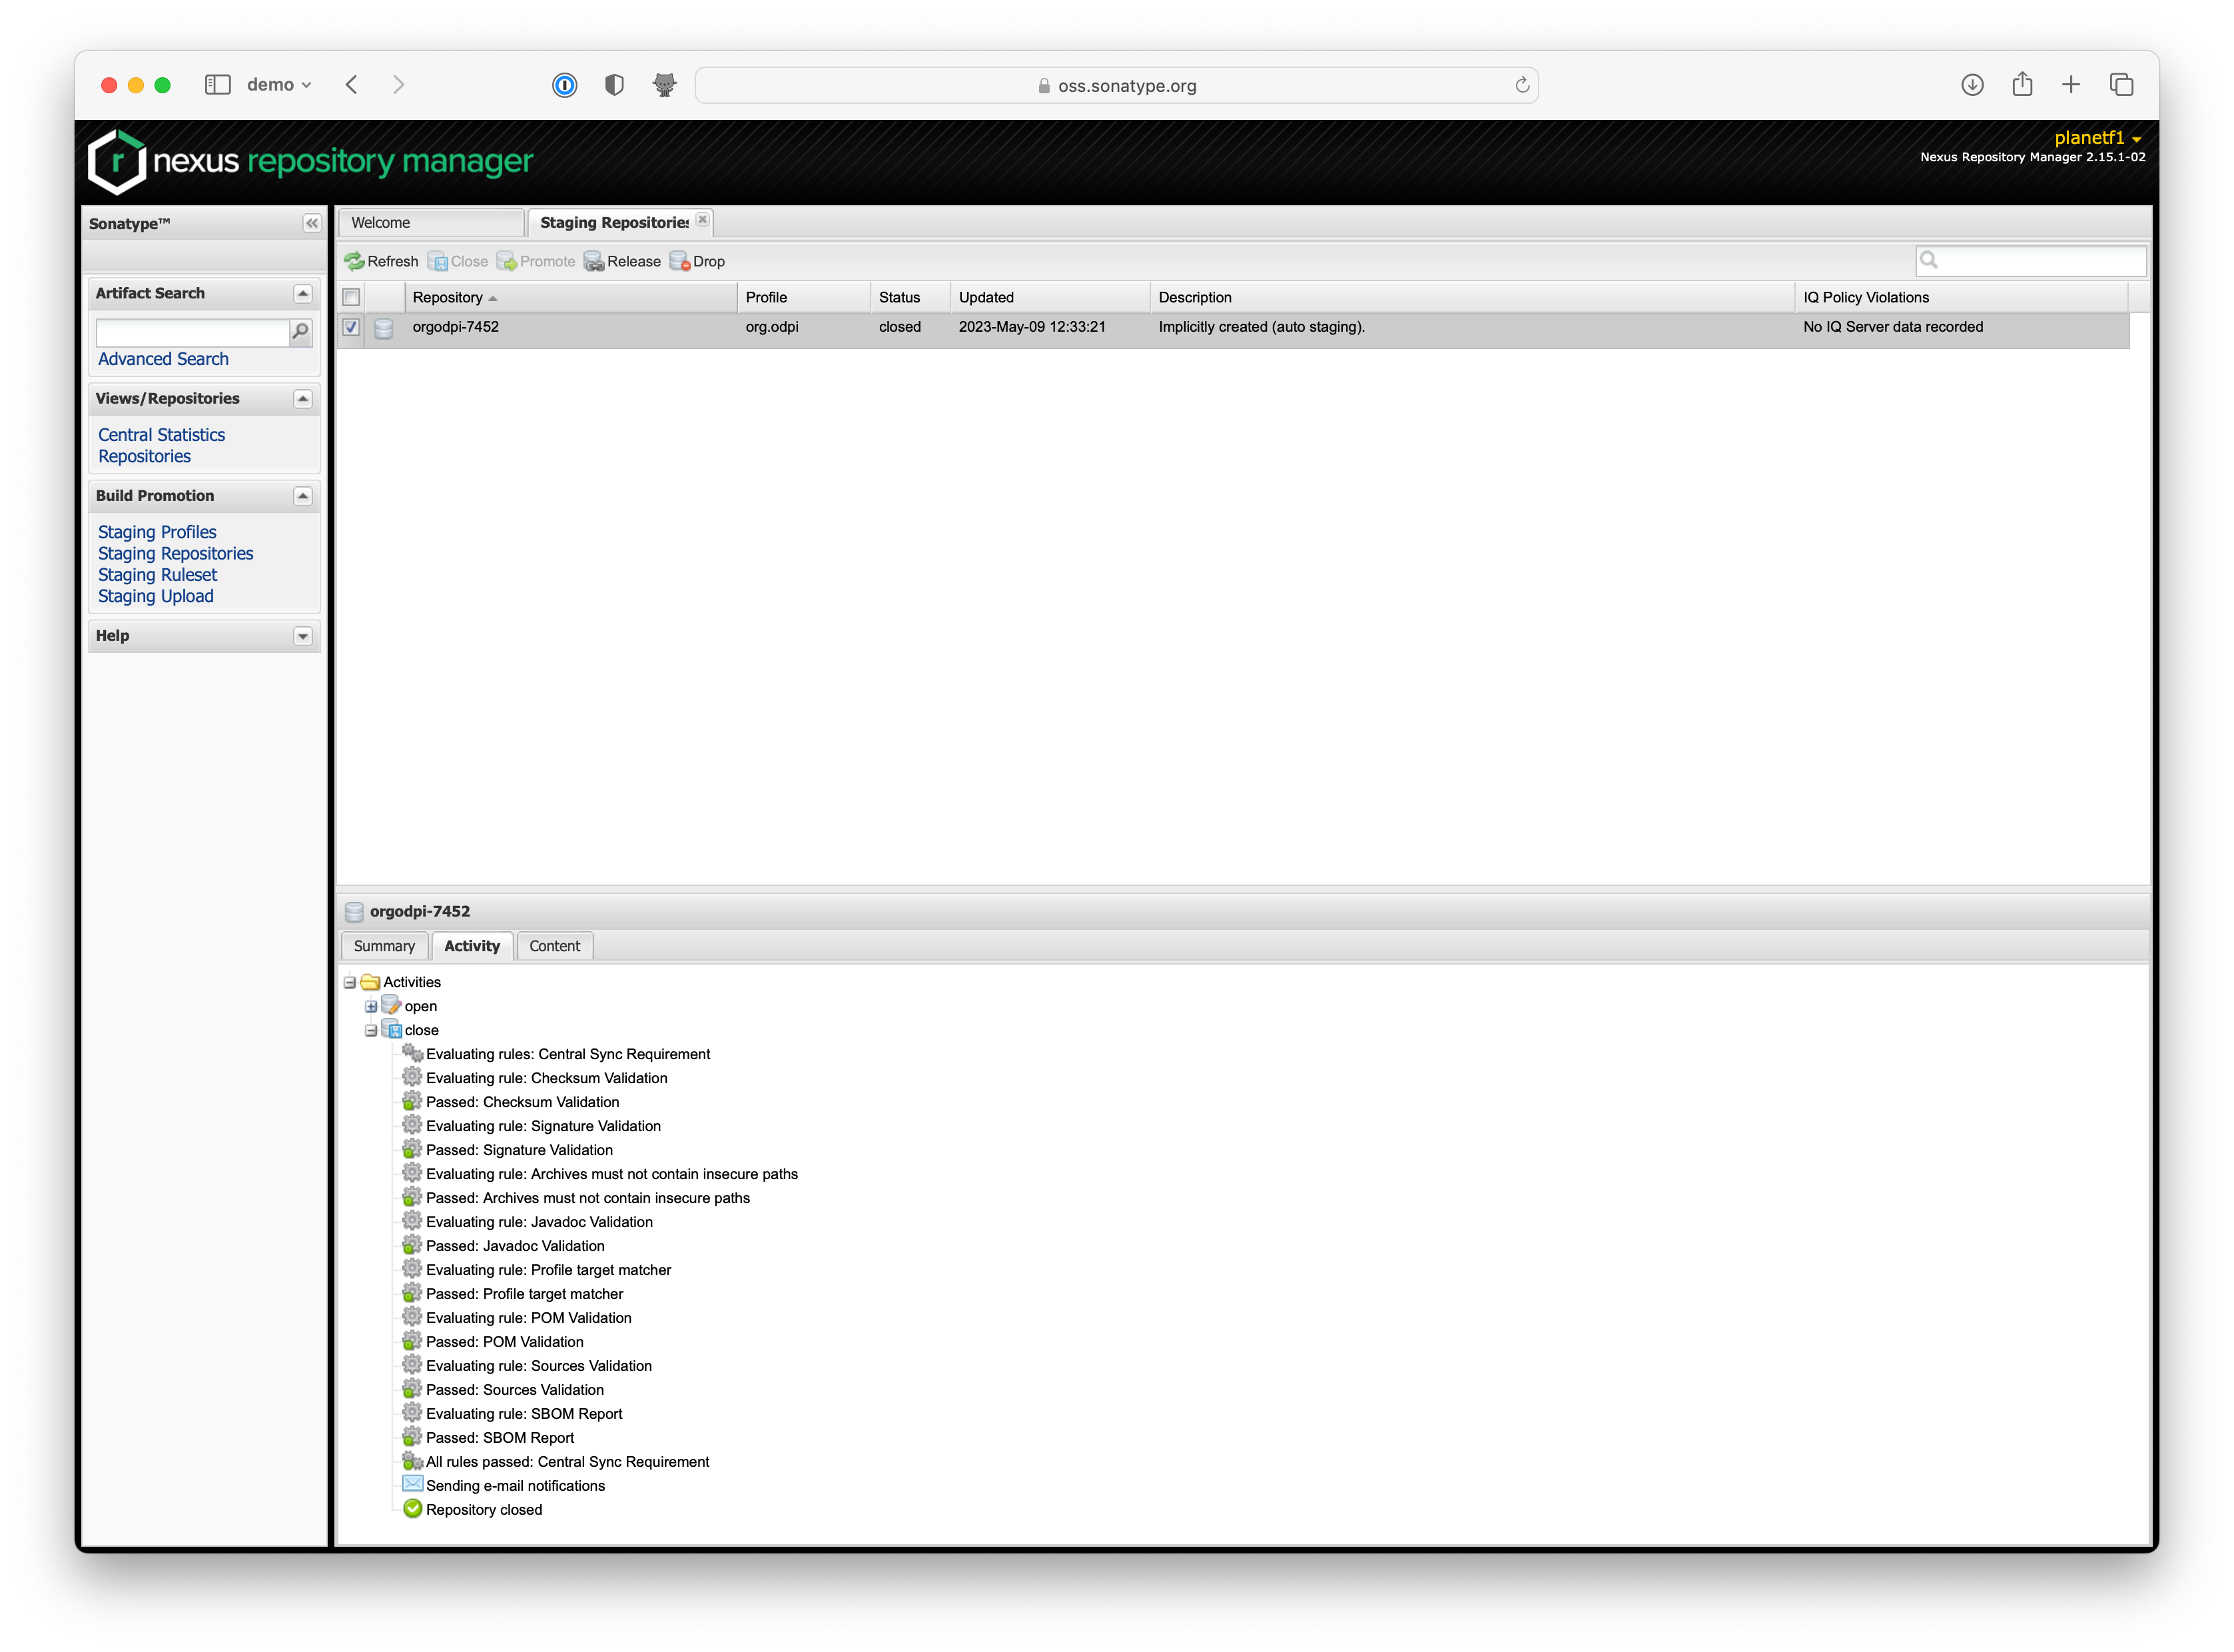 demo
oss.sonatype.org
nexus repository manager
planetf1
Nexus Repository Manager 2.15.1-02
Sonatype™
Welcome
Staging Repositories
Refresh Close Promote Release Drop
Artifact Search
Advanced Search
Views/Repositories
Central Statistics
Repositories
Build Promotion
Staging Profiles
Staging Repositories
Staging Ruleset
Staging Upload
Help
Repository Profile Status Updated Description IQ Policy Violations
orgodpi-7452 org.odpi closed 2023-May-09 12:33:21 Implicitly created (auto staging). No IQ Server data recorded
orgodpi-7452
Summary Activity Content
Activities
open
close
Evaluating rules: Central Sync Requirement
Evaluating rule: Checksum Validation
Passed: Checksum Validation
Evaluating rule: Signature Validation
Passed: Signature Validation
Evaluating rule: Archives must not contain insecure paths
Passed: Archives must not contain insecure paths
Evaluating rule: Javadoc Validation
Passed: Javadoc Validation
Evaluating rule: Profile target matcher
Passed: Profile target matcher
Evaluating rule: POM Validation
Passed: POM Validation
Evaluating rule: Sources Validation
Passed: Sources Validation
Evaluating rule: SBOM Report
Passed: SBOM Report
All rules passed: Central Sync Requirement
Sending e-mail notifications
Repository closed